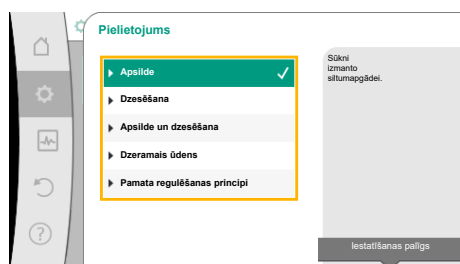 Pielietojums
Apsilde
Dzesēšana
Apsilde un dzesēšana
Dzeramais ūdens
Pamata regulēšanas principi
Sūkni
izmanto
siltumapgādei.
Iestatīšanas palīgs